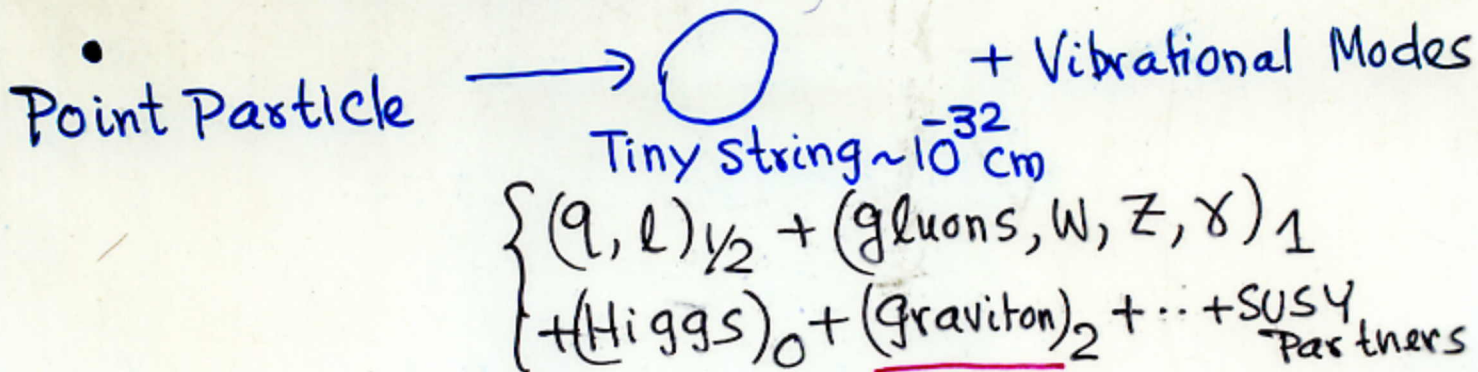 Point Particle → + Vibrational Modes
Tiny String ~ 10⁻³² cm
{ (q, l)½ + (gluons, W, Z, γ)₁
+(Higgs)₀ + (graviton)₂ + ·· + SUSY Partners